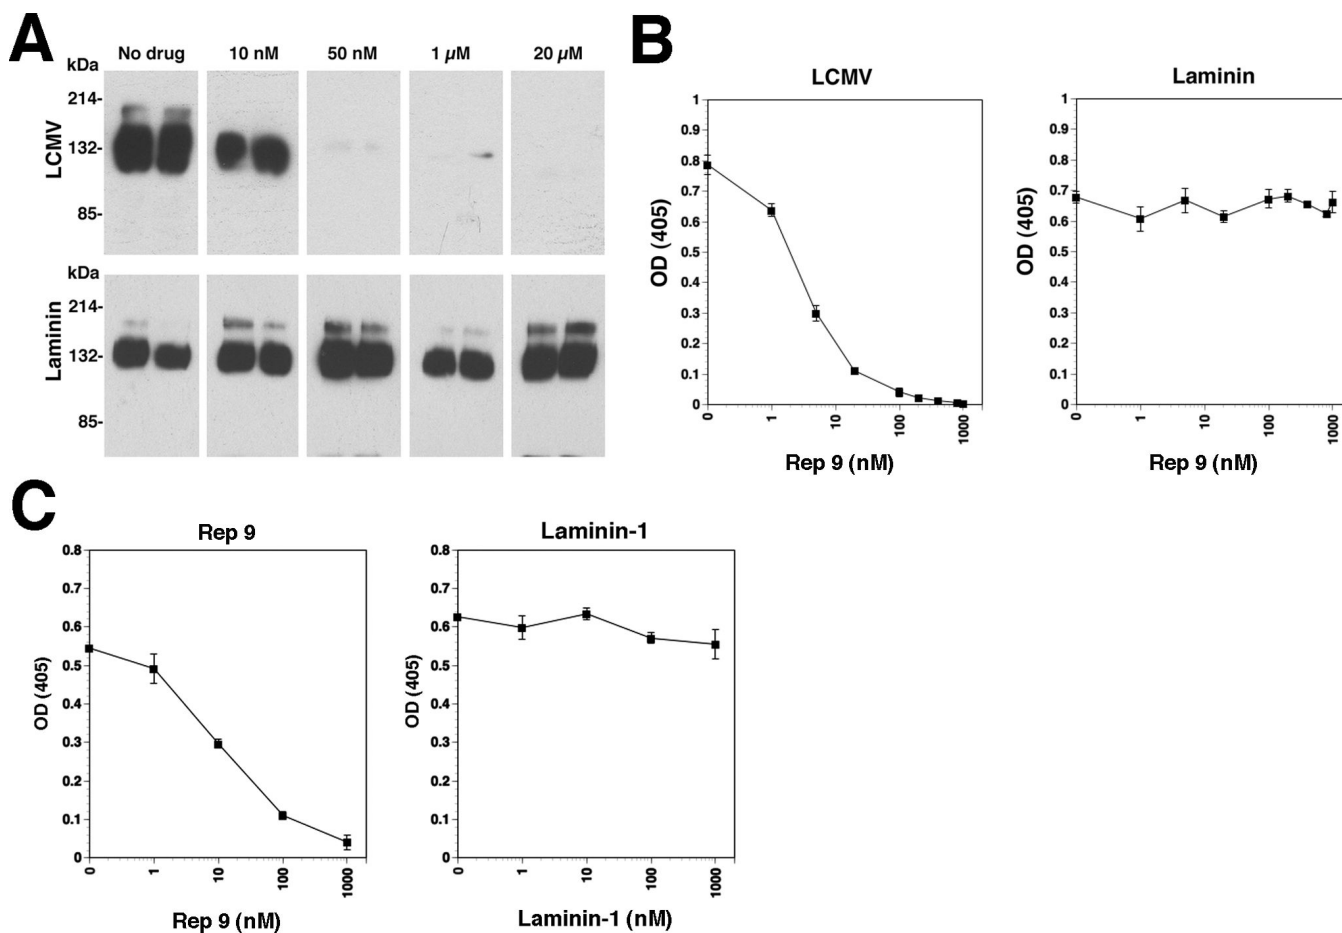 A
No drug 10 nM 50 nM 1 µM 20 µM
kDa
214-
LCMV
132-
85-
kDa
214-
Laminin
132-
85-
B
LCMV
1
0.9
0.8
0.7
0.6
0.5
0.4
0.3
0.2
0.1
0
OD (405)
0 1 10 100 1000
Rep 9 (nM)
Laminin
1
0.9
0.8
0.7
0.6
0.5
0.4
0.3
0.2
0.1
0
OD (405)
0 1 10 100 1000
Rep 9 (nM)
C
Rep 9
0.8
0.7
0.6
0.5
0.4
0.3
0.2
0.1
0
OD (405)
0 1 10 100 1000
Rep 9 (nM)
Laminin-1
0.8
0.7
0.6
0.5
0.4
0.3
0.2
0.1
0
OD (405)
0 1 10 100 1000
Laminin-1 (nM)